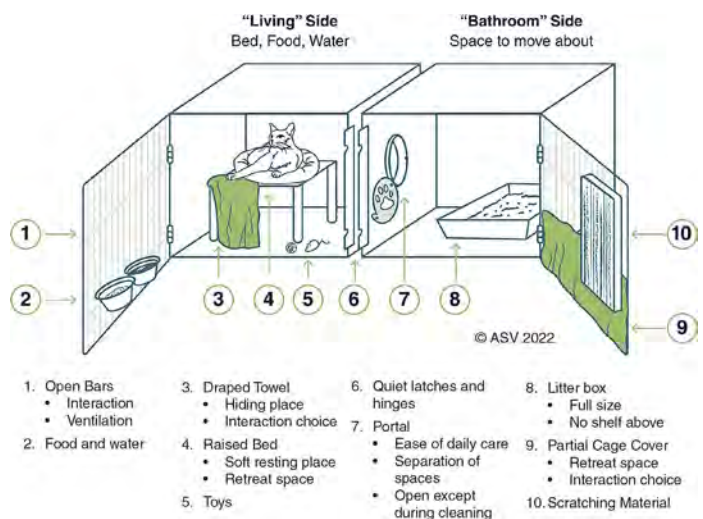 "Living" Side
Bed, Food, Water
"Bathroom" Side
Space to move about
1
2
3
4
5
6
7
8
10
9
© ASV 2022
1. Open Bars
• Interaction
• Ventilation
2. Food and water
3. Draped Towel
• Hiding place
• Interaction choice
4. Raised Bed
• Soft resting place
• Retreat space
5. Toys
6. Quiet latches and
hinges
7. Portal
• Ease of daily care
• Separation of
spaces
• Open except
during cleaning
8. Litter box
• Full size
• No shelf above
9. Partial Cage Cover
• Retreat space
• Interaction choice
10. Scratching Material